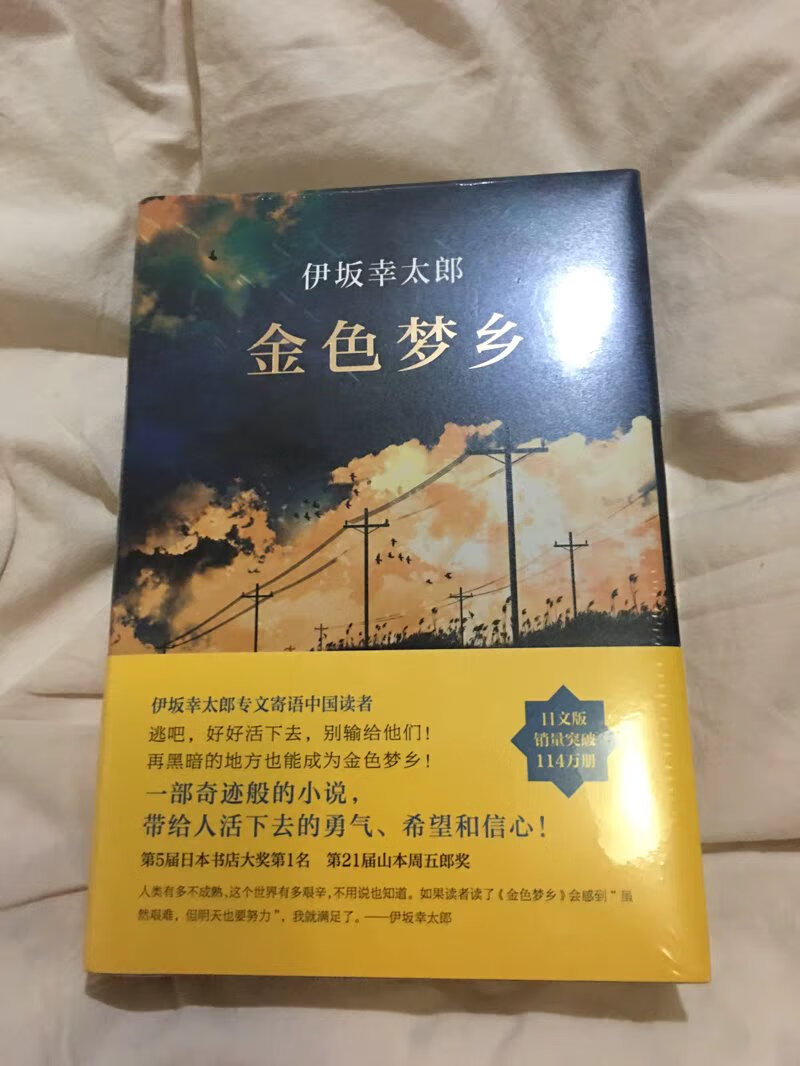 伊坂幸太郎
金色梦乡
伊坂幸太郎专文寄语中国读者
逃吧，好好活下去，别输给他们！
再黑暗的地方也能成为金色梦乡！
一部奇迹般的小说，
带给人活下去的勇气、希望和信心！
第5届日本书店大奖第1名 第21届山本周五郎奖
人类有多不成熟、这个世界有多艰辛，不用说也知道。如果读者读了《金色梦乡》会感到“虽
然艰难，但明天也要努力”，我就满足了。——伊坂幸太郎
日文版
销量突破
114万册